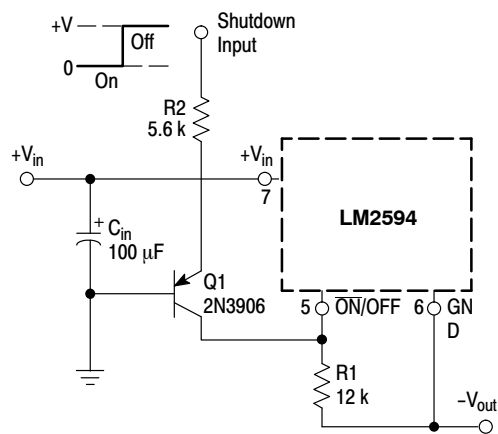 +V
Off
0
On
Shutdown
Input
R2
5.6 k
+Vin
+Vin
7
LM2594
+
Cin
100 µF
Q1
2N3906
5
ON/OFF
6
GN
D
R1
12 k
−Vout